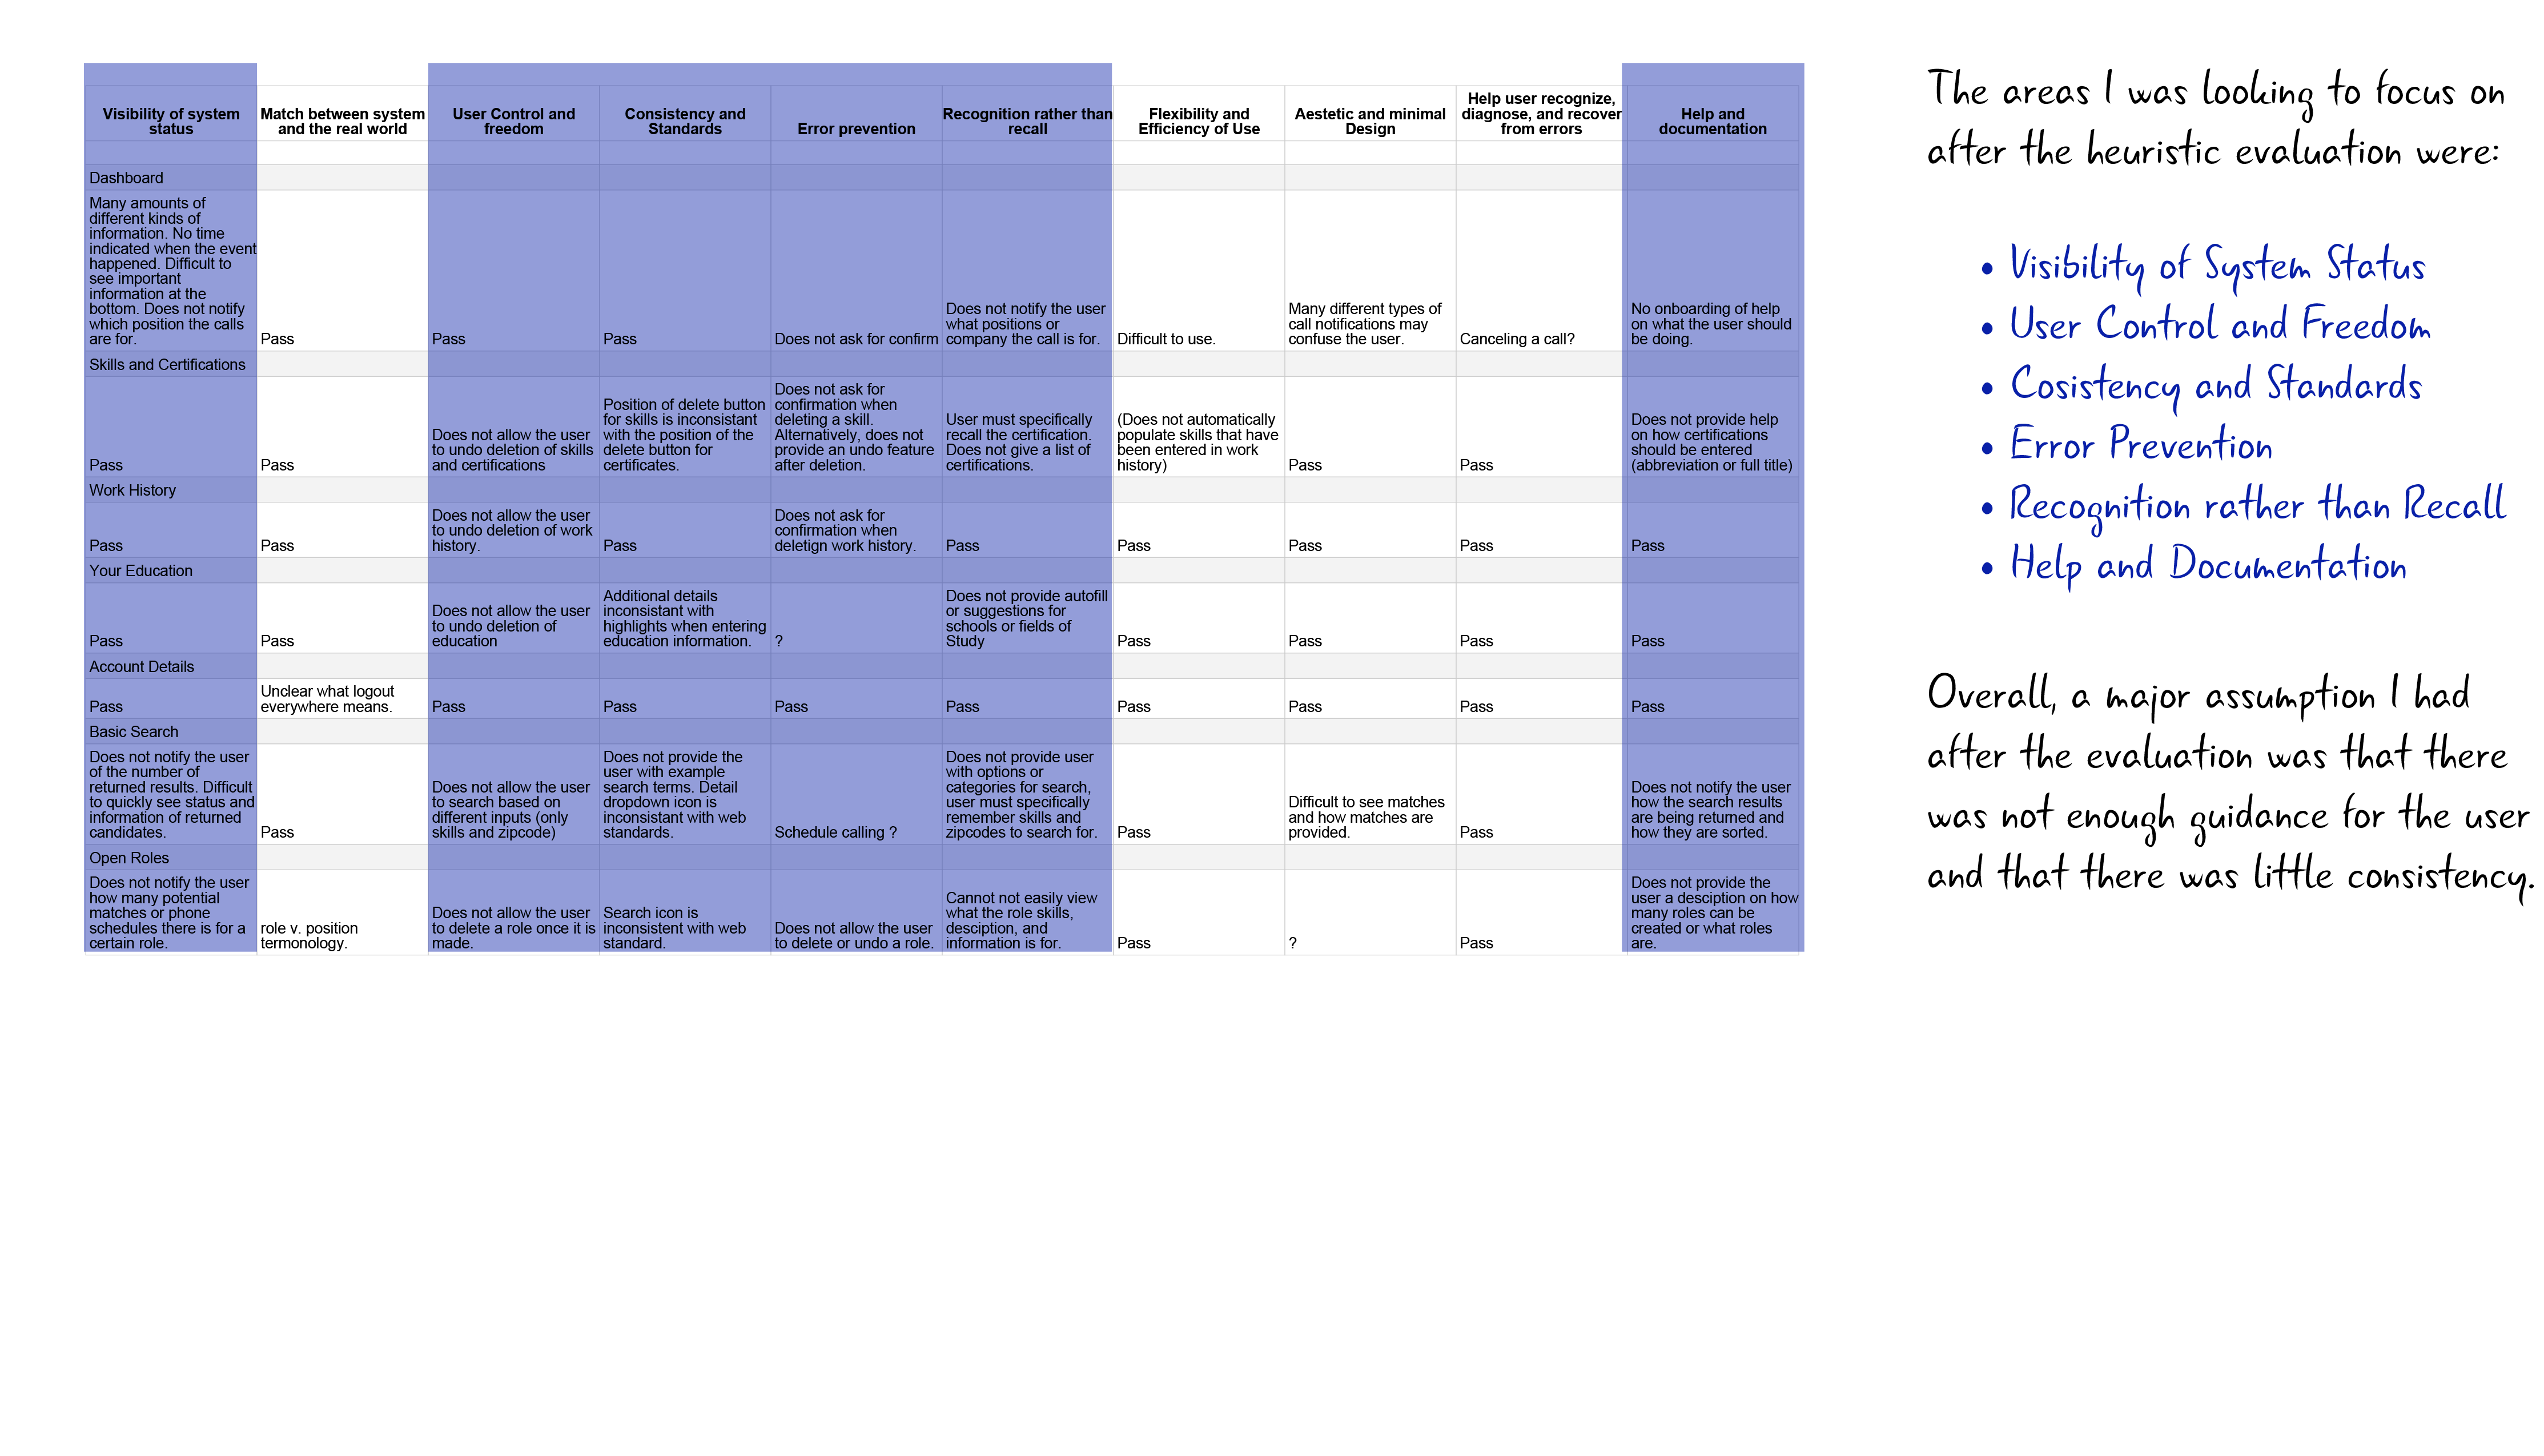 Visibility of system
status
Match between system
and the real world
User Control and
freedom
Consistency and
Standards
Error prevention
Recognition rather than
recall
Flexibility and
Efficiency of Use
Aestetic and minimal
Design
Help user recognize,
diagnose, and recover
from errors
Help and
documentation
Dashboard
Many amounts of
different kinds of
information. No time
indicated when the event
happened. Difficult to
see important
information at the
bottom. Does not notify
which position the calls
are for.
Pass
Pass
Pass
Does not ask for confirm
Does not notify the user
what positions or
company the call is for.
Difficult to use.
Many different types of
call notifications may
confuse the user.
Canceling a call?
No onboarding of help
on what the user should
be doing.
Skills and Certifications
Pass
Pass
Does not allow the user
to undo deletion of skills
and certifications
Position of delete button
for skills is inconsistant
with the position of the
delete button for
certificates.
Does not ask for
confirmation when
deleting a skill.
Alternatively, does not
provide an undo feature
after deletion.
User must specifically
recall the certification.
Does not give a list of
certifications.
(Does not automatically
populate skills that have
been entered in work
history)
Pass
Pass
Does not provide help
on how certifications
should be entered
(abbreviation or full title)
Work History
Pass
Pass
Does not allow the user
to undo deletion of work
history.
Pass
Does not ask for
confirmation when
deletign work history.
Pass
Pass
Pass
Pass
Pass
Your Education
Pass
Pass
Does not allow the user
to undo deletion of
education
Additional details
inconsistant with
highlights when entering
education information.
?
Does not provide autofill
or suggestions for
schools or fields of
Study
Pass
Pass
Pass
Pass
Account Details
Pass
Unclear what logout
everywhere means.
Pass
Pass
Pass
Pass
Pass
Pass
Pass
Pass
Basic Search
Does not notify the user
of the number of
returned results. Difficult
to quickly see status and
information of returned
candidates.
Pass
Does not allow the user
to search based on
different inputs (only
skills and zipcode)
Does not provide the
user with example
search terms. Detail
dropdown icon is
inconsistent with web
standards.
Schedule calling ?
Does not provide user
with options or
categories for search,
user must specifically
remember skills and
zipcodes to search for.
Pass
Difficult to see matches
and how matches are
provided.
Pass
Does not notify the user
how the search results
are being returned and
how they are sorted.
Open Roles
Does not notify the user
how many potential
matches or phone
schedules there is for a
certain role.
role v. position
termonology.
Does not allow the user
to delete a role once it is
made.
Search icon is
inconsistent with web
standard.
Does not allow the user
to delete or undo a role.
Cannot not easily view
what the role skills,
desciption, and
information is for.
Pass
?
Pass
Does not provide the
user a desciption on how
many roles can be
created or what roles
are.
The areas I was looking to focus on
after the heuristic evaluation were:
• Visibility of System Status
• User Control and Freedom
• Cosistency and Standards
• Error Prevention
• Recognition rather than Recall
• Help and Documentation
Overall, a major assumption I had
after the evaluation was that there
was not enough guidance for the user
and that there was little consistency.